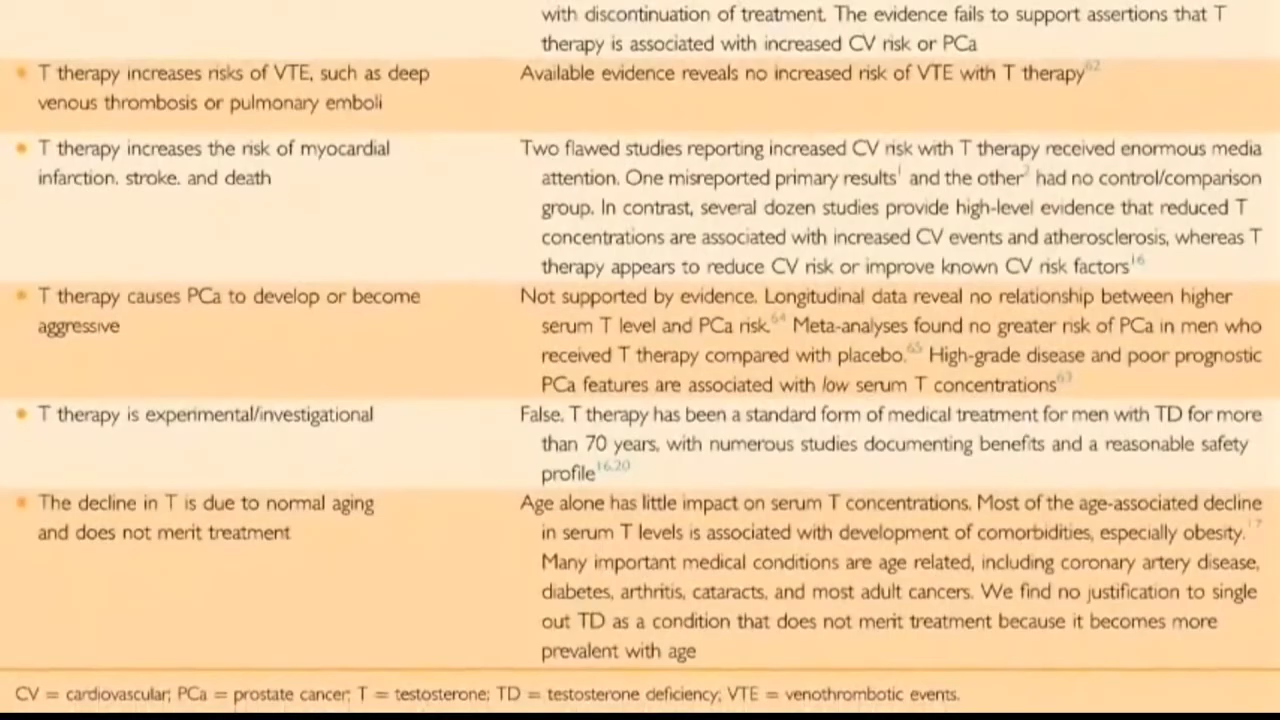 with discontinuation of treatment. The evidence fails to support assertions that T
therapy is associated with increased CV risk or PCa
• T therapy increases risks of VTE, such as deep
venous thrombosis or pulmonary emboli
Available evidence reveals no increased risk of VTE with T therapy62
• T therapy increases the risk of myocardial
infarction. stroke. and death
Two flawed studies reporting increased CV risk with T therapy received enormous media
attention. One misreported primary results1 and the other2 had no control/comparison
group. In contrast, several dozen studies provide high-level evidence that reduced T
concentrations are associated with increased CV events and atherosclerosis, whereas T
therapy appears to reduce CV risk or improve known CV risk factors16
• T therapy causes PCa to develop or become
aggressive
Not supported by evidence. Longitudinal data reveal no relationship between higher
serum T level and PCa risk.64 Meta-analyses found no greater risk of PCa in men who
received T therapy compared with placebo.65 High-grade disease and poor prognostic
PCa features are associated with low serum T concentrations63
• T therapy is experimental/investigational
False. T therapy has been a standard form of medical treatment for men with TD for more
than 70 years, with numerous studies documenting benefits and a reasonable safety
profile16,20
• The decline in T is due to normal aging
and does not merit treatment
Age alone has little impact on serum T concentrations. Most of the age-associated decline
in serum T levels is associated with development of comorbidities, especially obesity.17
Many important medical conditions are age related, including coronary artery disease,
diabetes, arthritis, cataracts, and most adult cancers. We find no justification to single
out TD as a condition that does not merit treatment because it becomes more
prevalent with age
CV = cardiovascular; PCa = prostate cancer; T = testosterone; TD = testosterone deficiency; VTE = venothrombotic events.